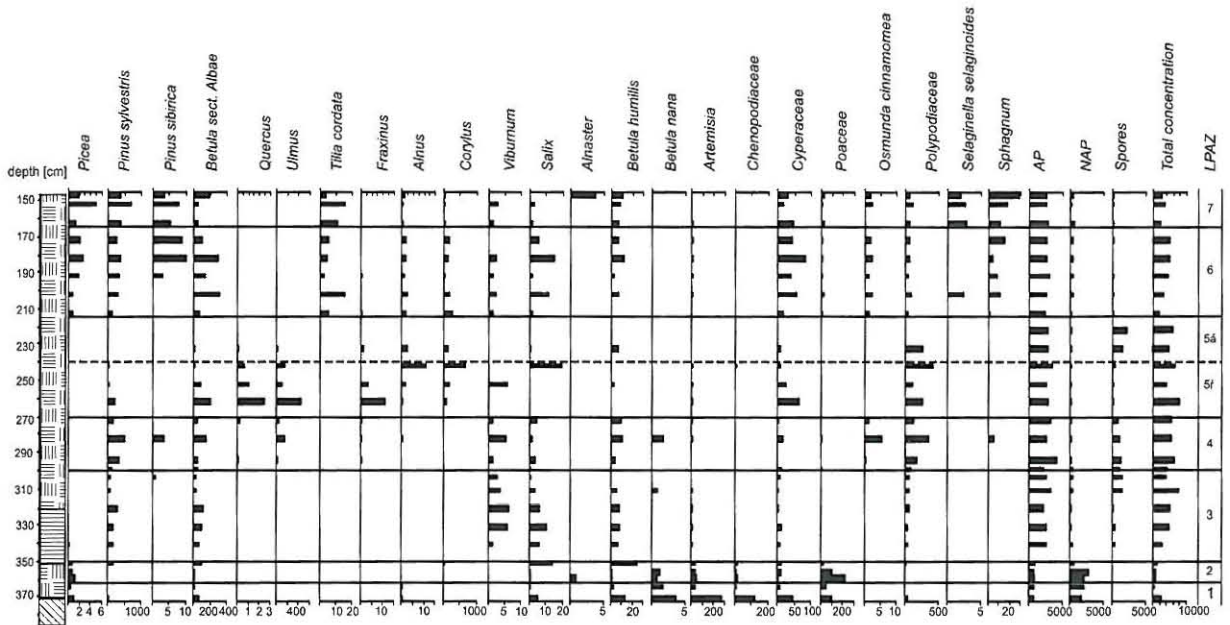 depth [cm]
Picea
Pinus sylvestris
Pinus sibirica
Betula sect. Albae
Quercus
Ulmus
Tilia cordata
Fraxinus
Alnus
Corylus
Viburnum
Salix
Alnaster
Betula humilis
Betula nana
Artemisia
Chenopodiaceae
Cyperaceae
Poaceae
Osmunda cinnamomea
Polypodiaceae
Selaginella selaginoides
Sphagnum
AP
NAP
Spores
Total concentration
LPAZ
150
170
190
210
230
250
270
290
310
330
350
370
7
6
5á
5ŕ
4
3
2
1
2 4 6
1000
5 10
200 400
1 2 3
400
10 20
5
10
1000
5
10 20
5
20
5
200
200
50 100
200
5 10
500
5
20
5000
5000
5000
10000